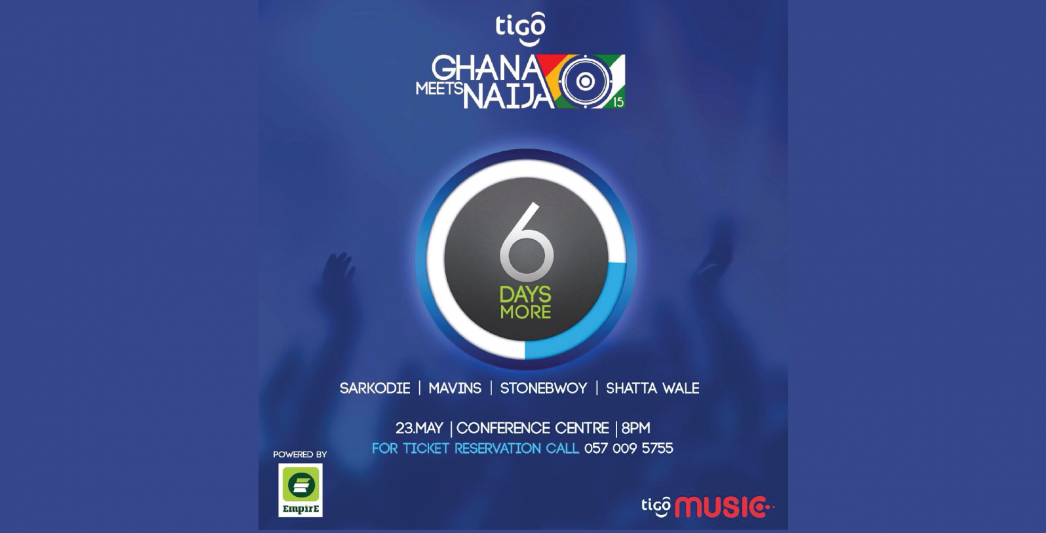 tigo
GHANA
MEETS NAIJA 15
6
DAYS
MORE
SARKODIE | MAVINS | STONEBWOY | SHATTA WALE
23.MAY | CONFERENCE CENTRE | 8PM
FOR TICKET RESERVATION CALL 057 009 5755
POWERED BY
EmpirE
tigo MUSIC